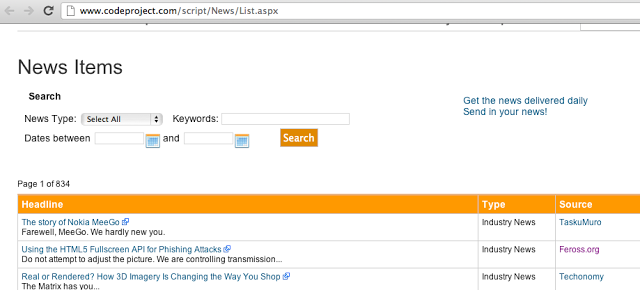 www.codeproject.com/script/News/List.aspx
News Items
Search
News Type: Select All Keywords:
Get the news delivered daily
Send in your news!
Dates between and Search
Page 1 of 834
Headline Type Source
The story of Nokia MeeGo Industry News TaskuMuro
Farewell, MeeGo. We hardly new you.
Using the HTML5 Fullscreen API for Phishing Attacks Industry News Feross.org
Do not attempt to adjust the picture. We are controlling transmission...
Real or Rendered? How 3D Imagery Is Changing the Way You Shop Industry News Techonomy
The Matrix has you...